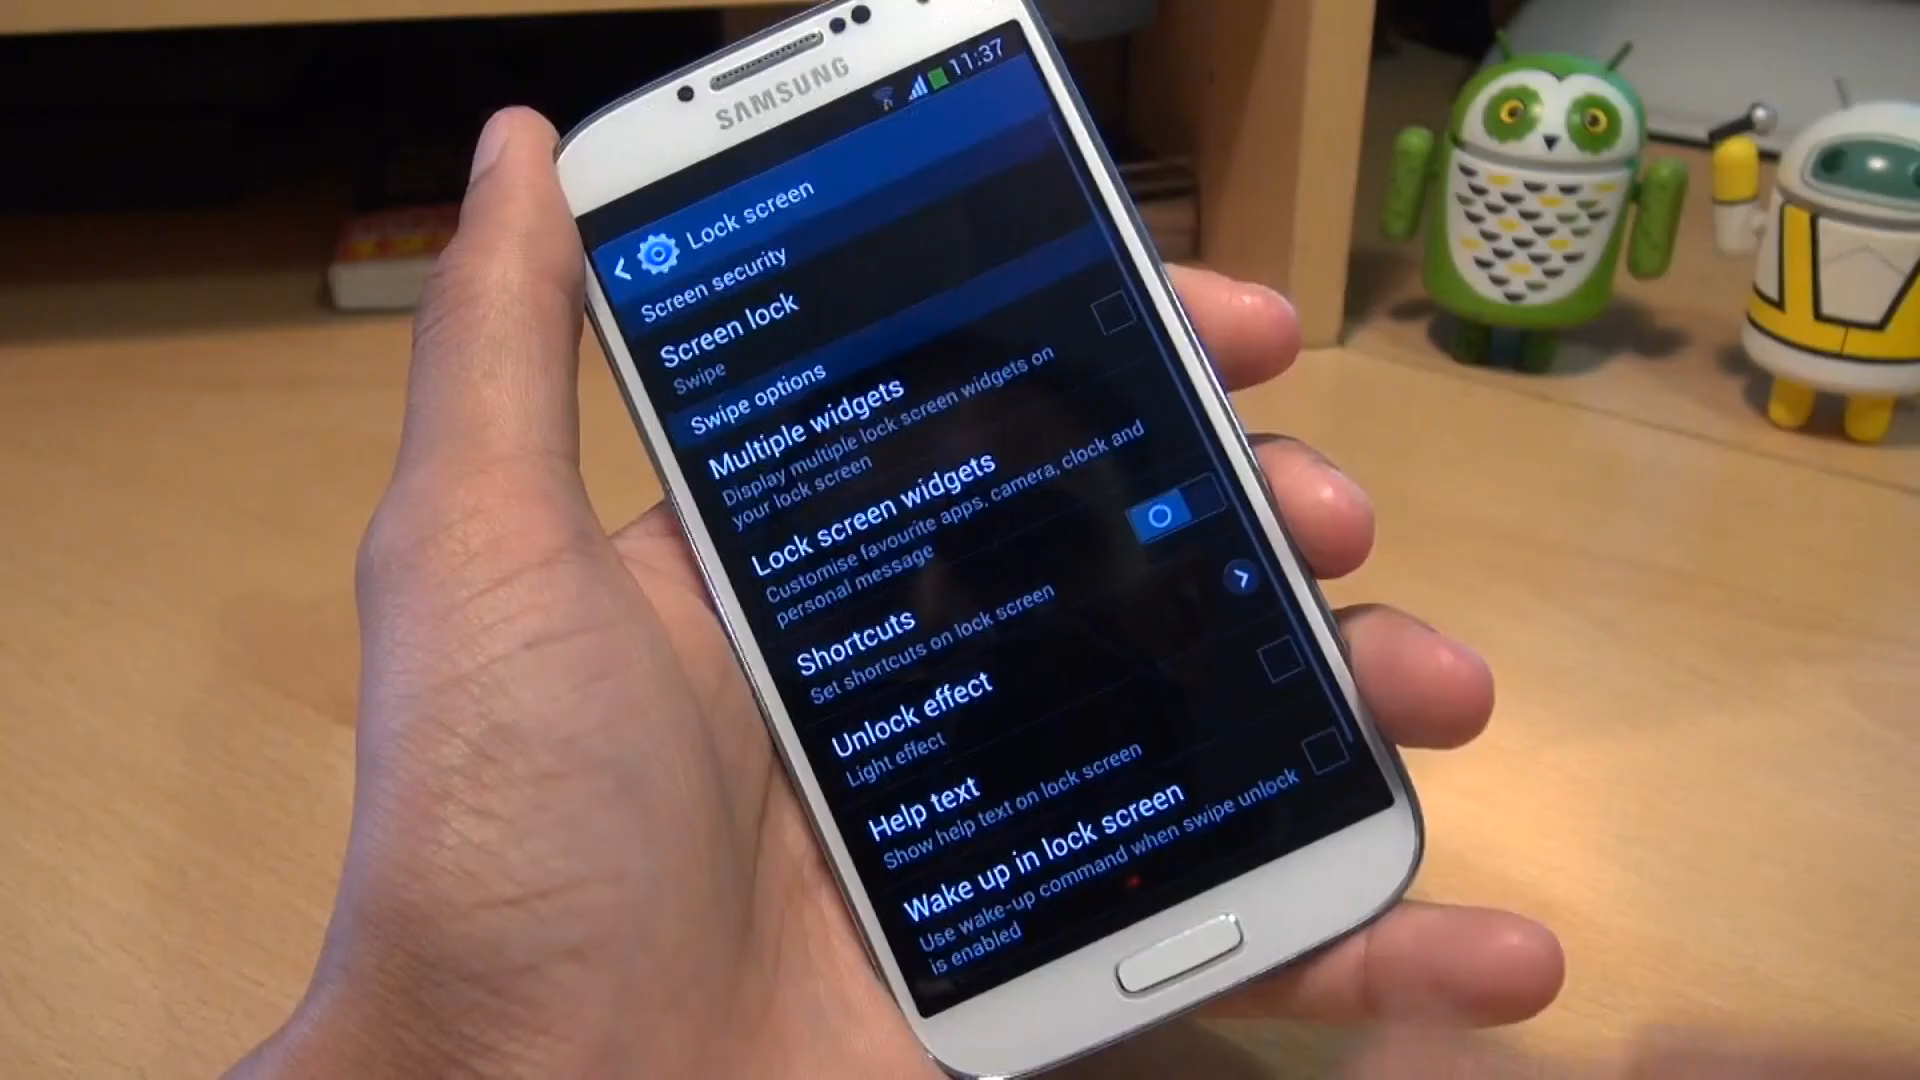 SAMSUNG
11:37
Lock screen
Screen security
Screen lock
Swipe
Swipe options
Multiple widgets
Display multiple lock screen widgets on
your lock screen
Lock screen widgets
Customise favourite apps, camera, clock and
personal message
Shortcuts
Set shortcuts on lock screen
Unlock effect
Light effect
Help text
Show help text on lock screen
Wake up in lock screen
Use wake-up command when swipe unlock
is enabled